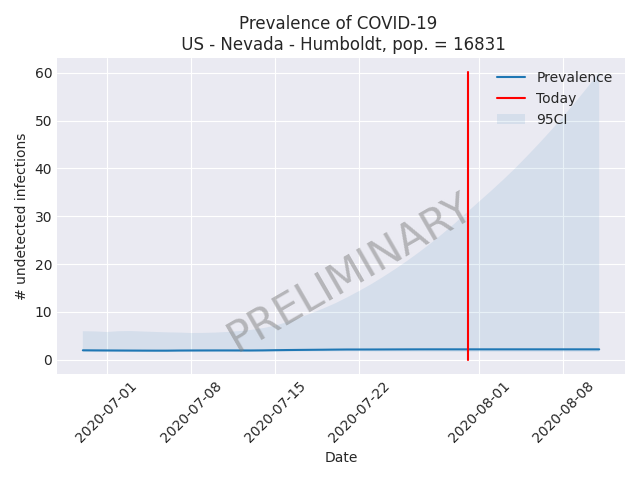 Prevalence of COVID-19
US - Nevada - Humboldt, pop. = 16831
Prevalence
Today
95CI
# undetected infections
60
50
40
30
20
10
0
PRELIMINARY
2020-07-01
2020-07-08
2020-07-15
2020-07-22
2020-08-01
2020-08-08
Date